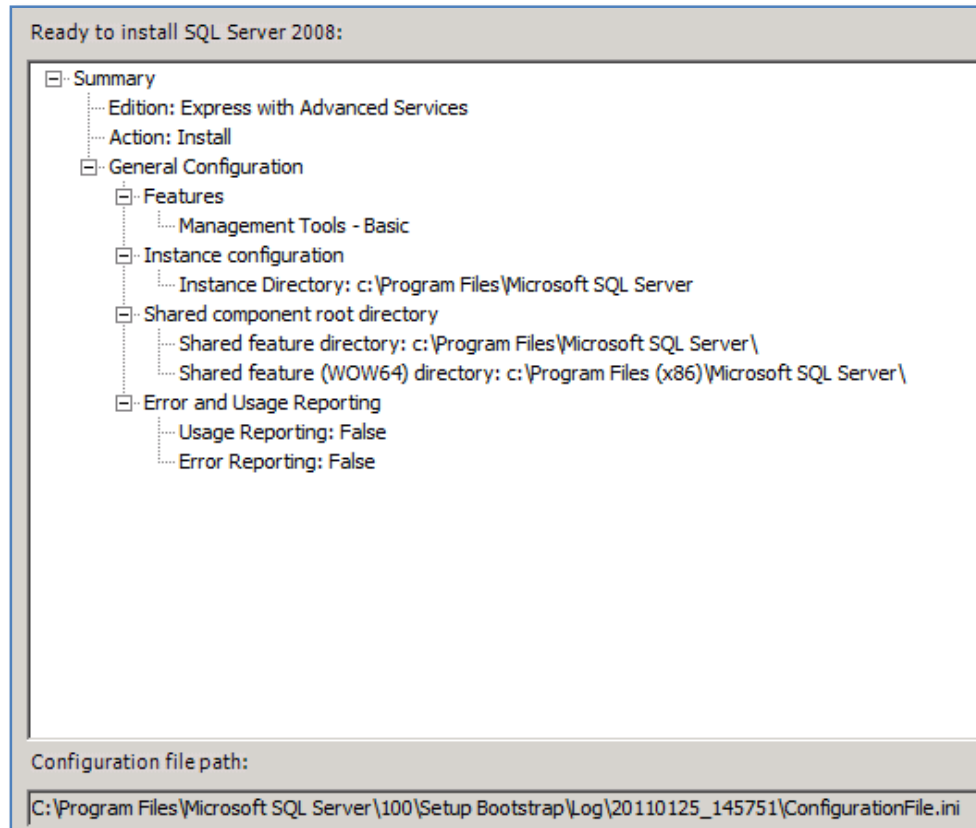 Ready to install SQL Server 2008:
Summary
Edition: Express with Advanced Services
Action: Install
General Configuration
Features
Management Tools - Basic
Instance configuration
Instance Directory: c:\Program Files\Microsoft SQL Server
Shared component root directory
Shared feature directory: c:\Program Files\Microsoft SQL Server\
Shared feature (WOW64) directory: c:\Program Files (x86)\Microsoft SQL Server\
Error and Usage Reporting
Usage Reporting: False
Error Reporting: False
Configuration file path:
C:\Program Files\Microsoft SQL Server\100\Setup Bootstrap\Log\20110125_145751\ConfigurationFile.ini